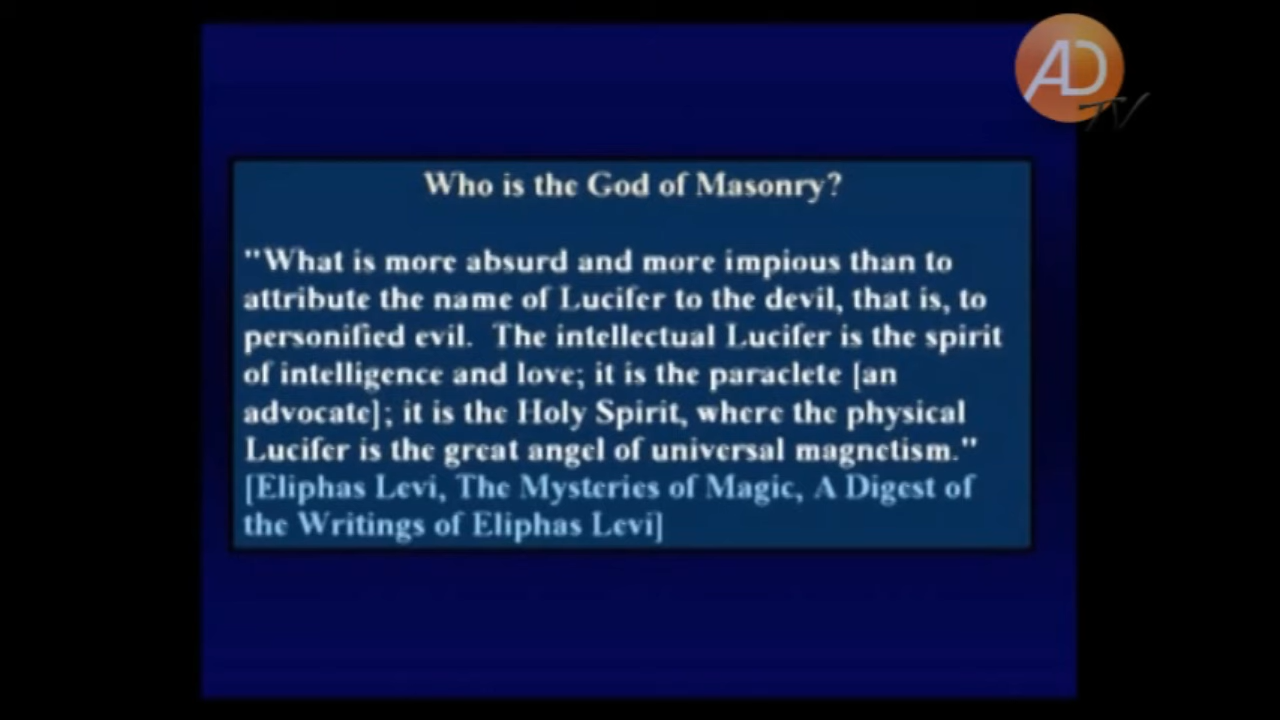 AD
TV
Who is the God of Masonry?
"What is more absurd and more impious than to
attribute the name of Lucifer to the devil, that is, to
personified evil. The intellectual Lucifer is the spirit
of intelligence and love; it is the paraclete [an
advocate]; it is the Holy Spirit, where the physical
Lucifer is the great angel of universal magnetism."
[Eliphas Levi, The Mysteries of Magic, A Digest of
the Writings of Eliphas Levi]